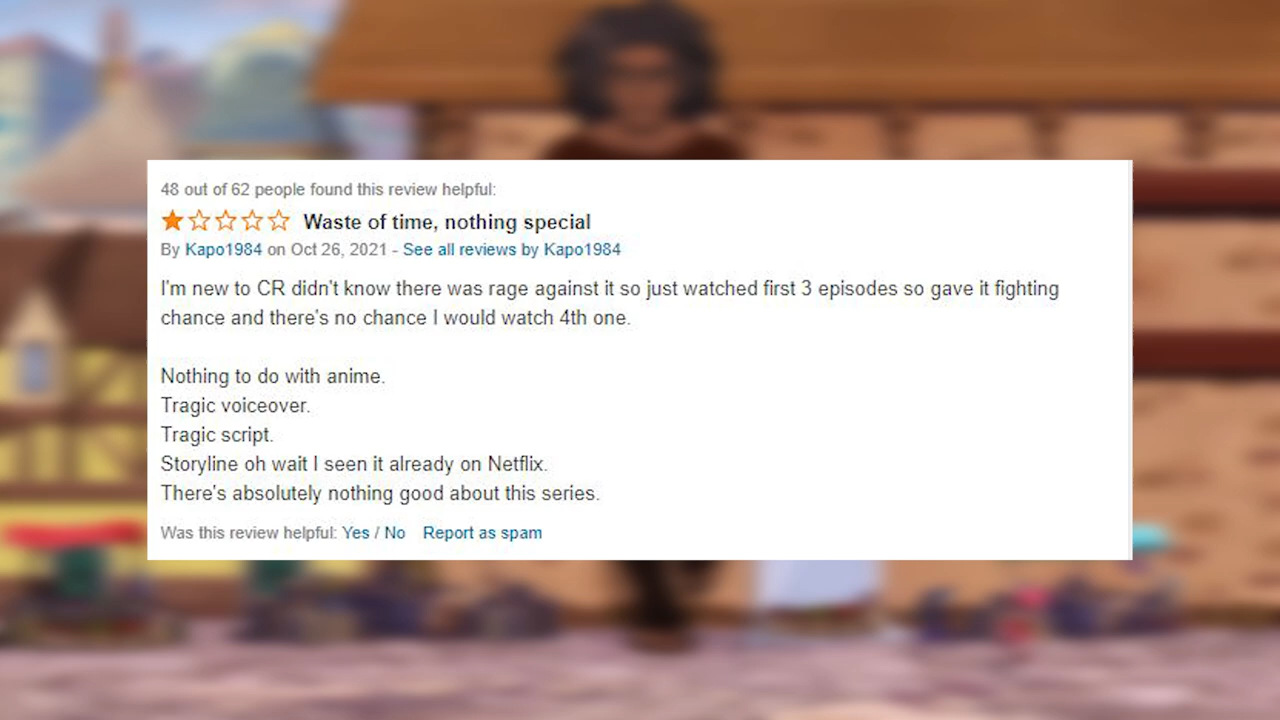 48 out of 62 people found this review helpful:
Waste of time, nothing special
By Kapo1984 on Oct 26, 2021 - See all reviews by Kapo1984
I'm new to CR didn't know there was rage against it so just watched first 3 episodes so gave it fighting
chance and there's no chance I would watch 4th one.
Nothing to do with anime.
Tragic voiceover.
Tragic script.
Storyline oh wait I seen it already on Netflix.
There's absolutely nothing good about this series.
Was this review helpful: Yes / No Report as spam